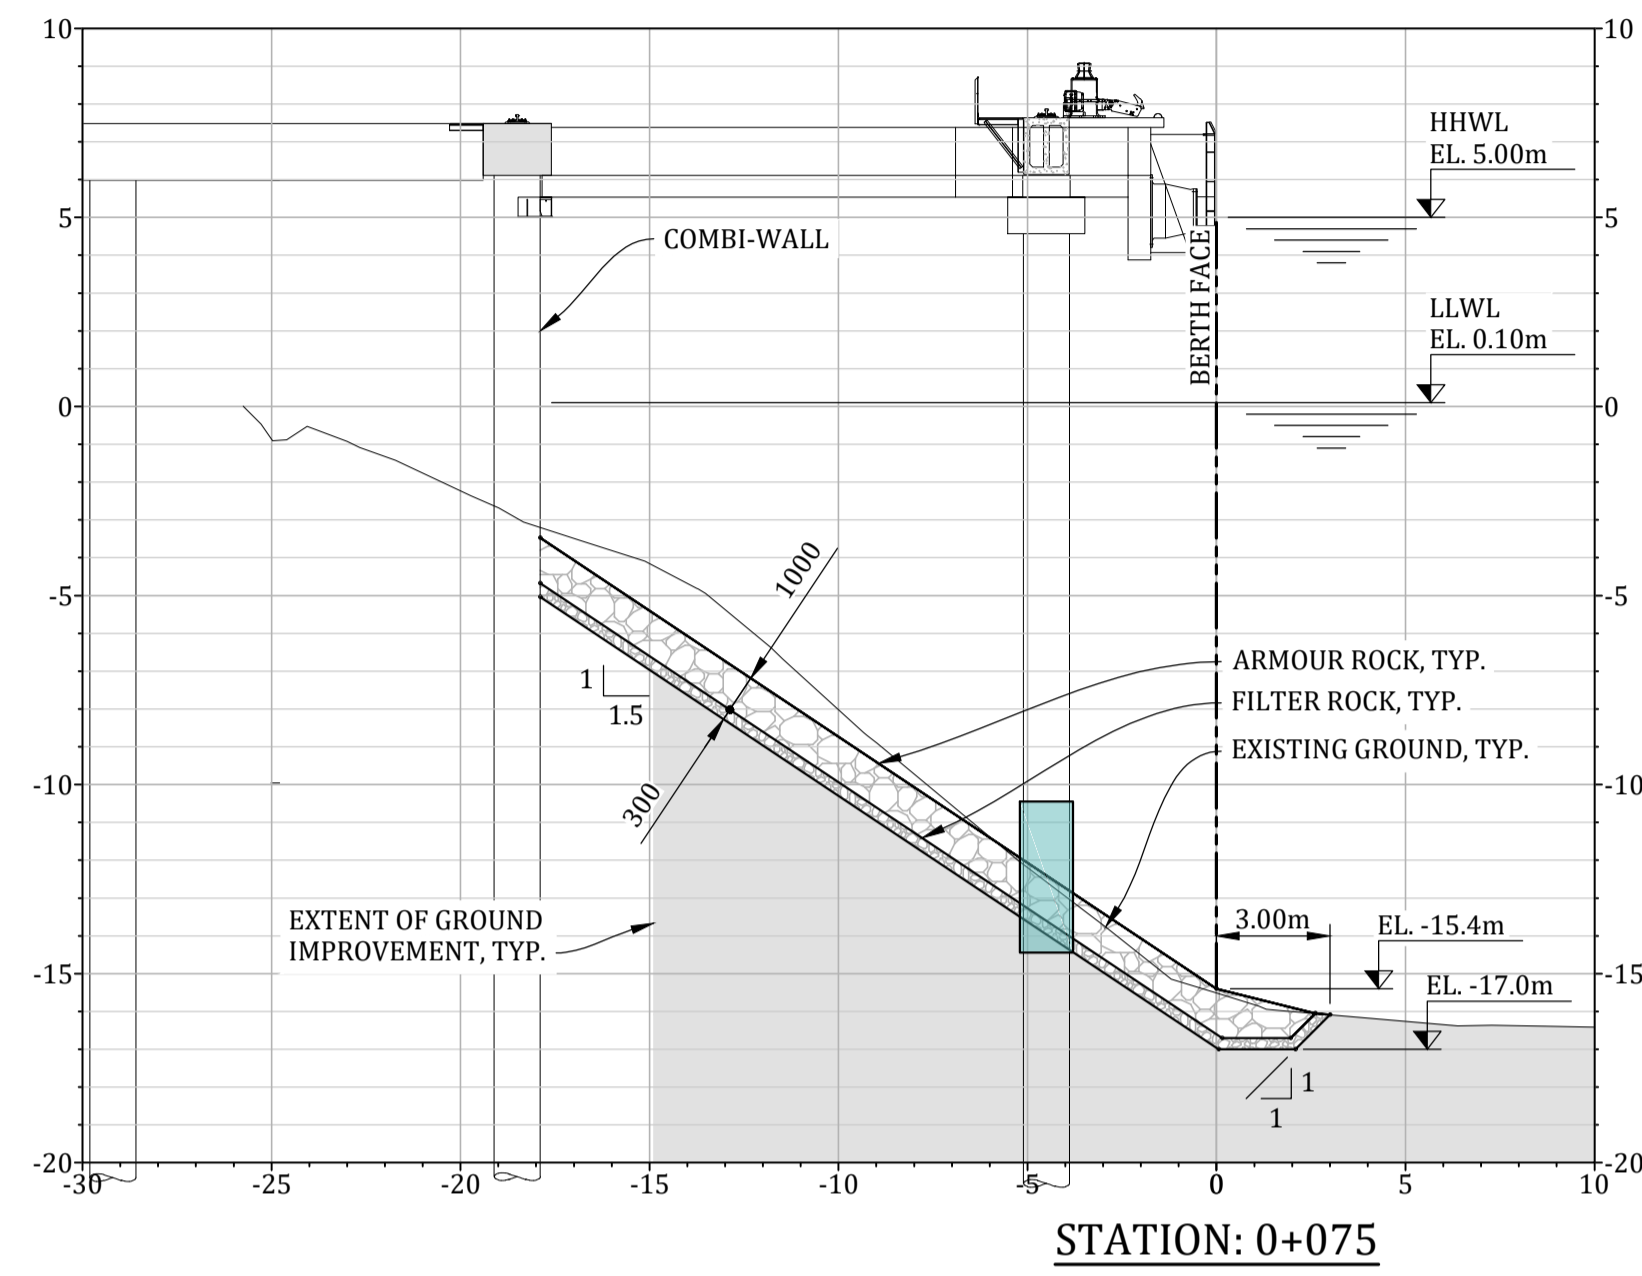 10
10
HHWL
EL. 5.00m
5
5
COMBI-WALL
BERTH FACE
LLWL
EL. 0.10m
0
0
1000
-5
-5
ARMOUR ROCK, TYP.
1
1.5
FILTER ROCK, TYP.
EXISTING GROUND, TYP.
-10
-10
300
EXTENT OF GROUND
IMPROVEMENT, TYP.
3.00m
EL. -15.4m
-15
-15
EL. -17.0m
1
1
-20
-20
-30
-25
-20
-15
-10
-5
0
5
10
STATION: 0+075